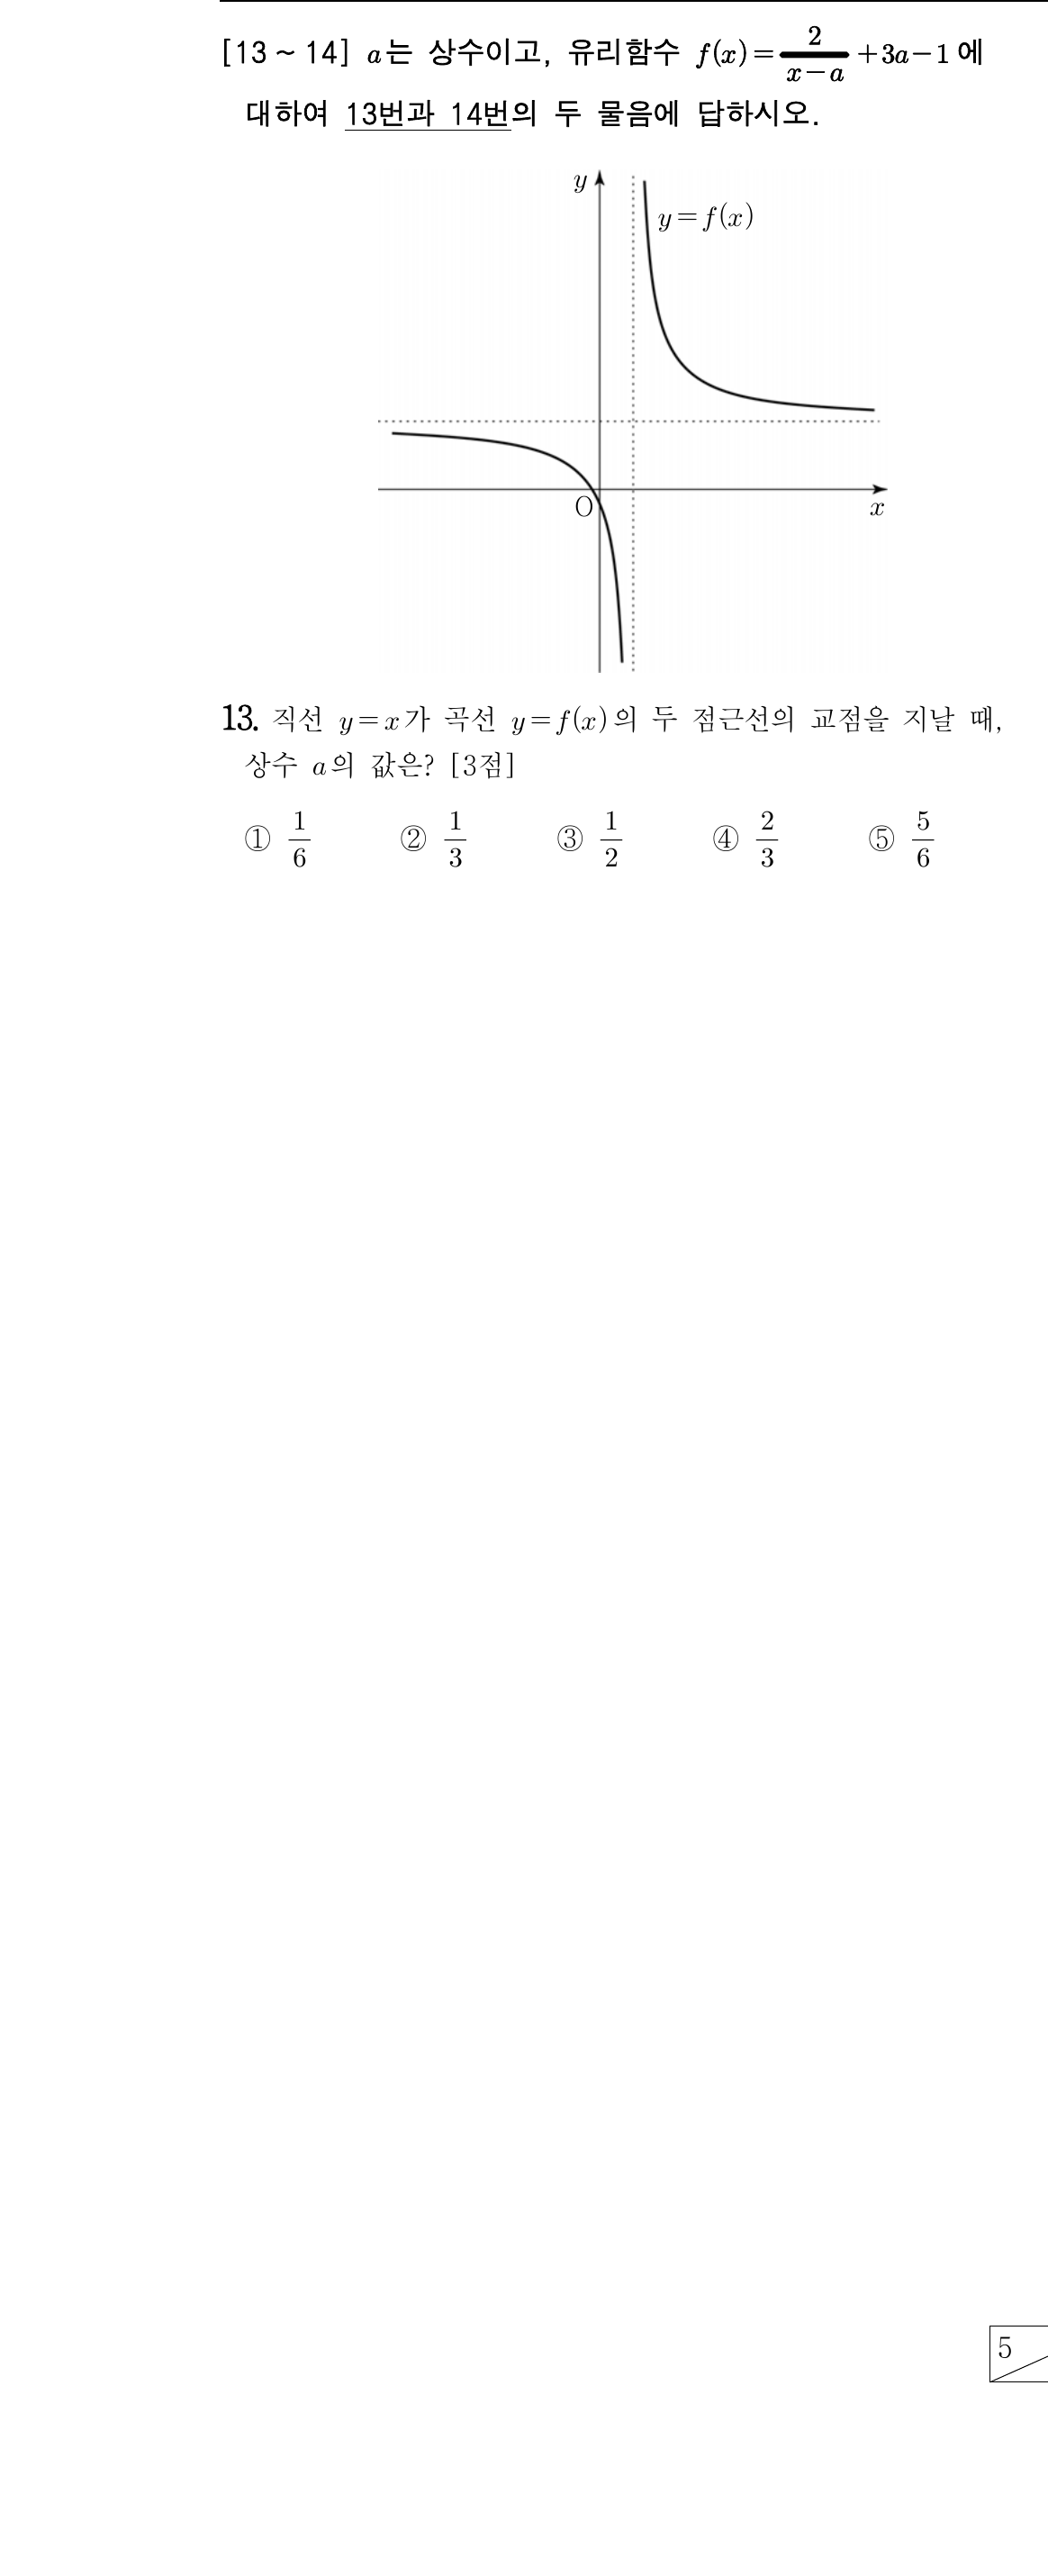 [13 ~ 14] a는 상수이고, 유리함수 f(x)=\frac{2}{x-a}+3a-1에
대하여 13번과 14번의 두 물음에 답하시오.
y
y=f(x)
O
x
13. 직선 y=x가 곡선 y=f(x)의 두 점근선의 교점을 지날 때,
상수 a의 값은? [3점]
① \frac{1}{6} ② \frac{1}{3} ③ \frac{1}{2} ④ \frac{2}{3} ⑤ \frac{5}{6}
5